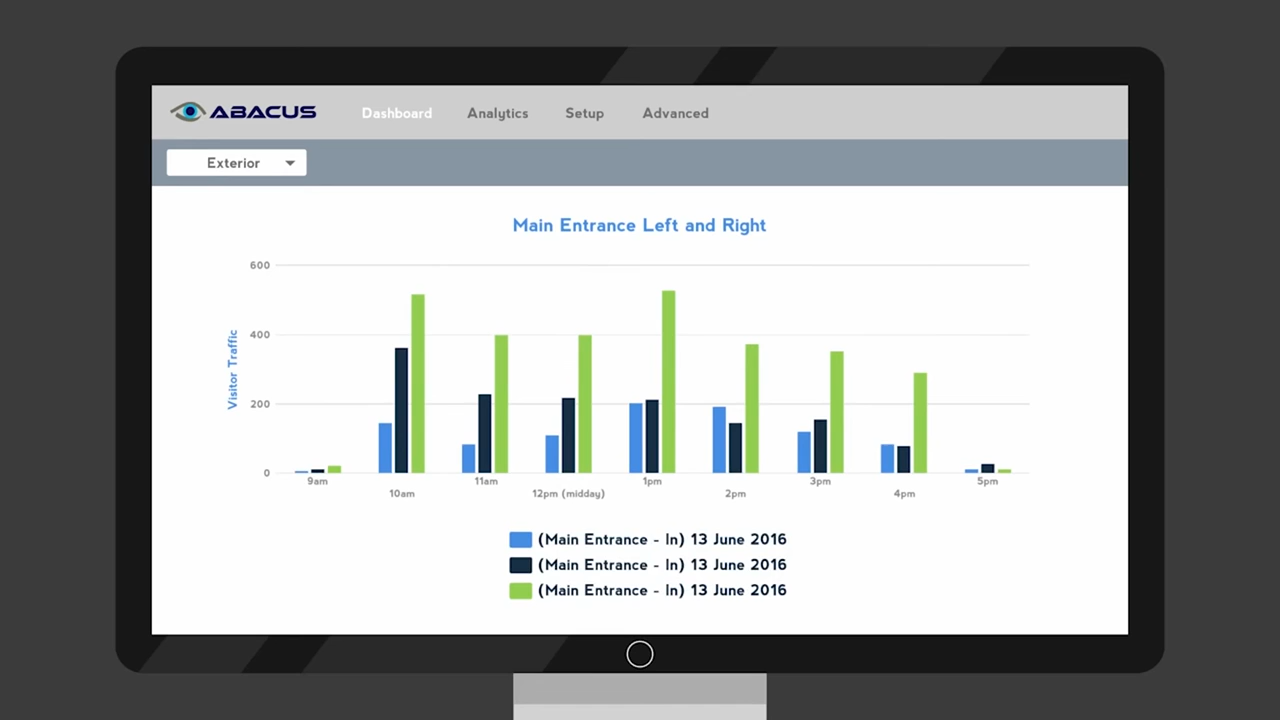 ABACUS Dashboard Analytics Setup Advanced
Exterior
Main Entrance Left and Right
Visitor Traffic
600
400
200
0
9am 11am 1pm 3pm 5pm
10am 12pm (midday) 2pm 4pm
(Main Entrance - In) 13 June 2016
(Main Entrance - In) 13 June 2016
(Main Entrance - In) 13 June 2016